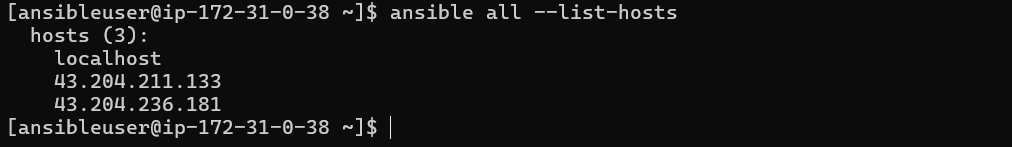 [ansibleuser@ip-172-31-0-38 ~]$ ansible all --list-hosts
  hosts (3):
    localhost
    43.204.211.133
    43.204.236.181
[ansibleuser@ip-172-31-0-38 ~]$